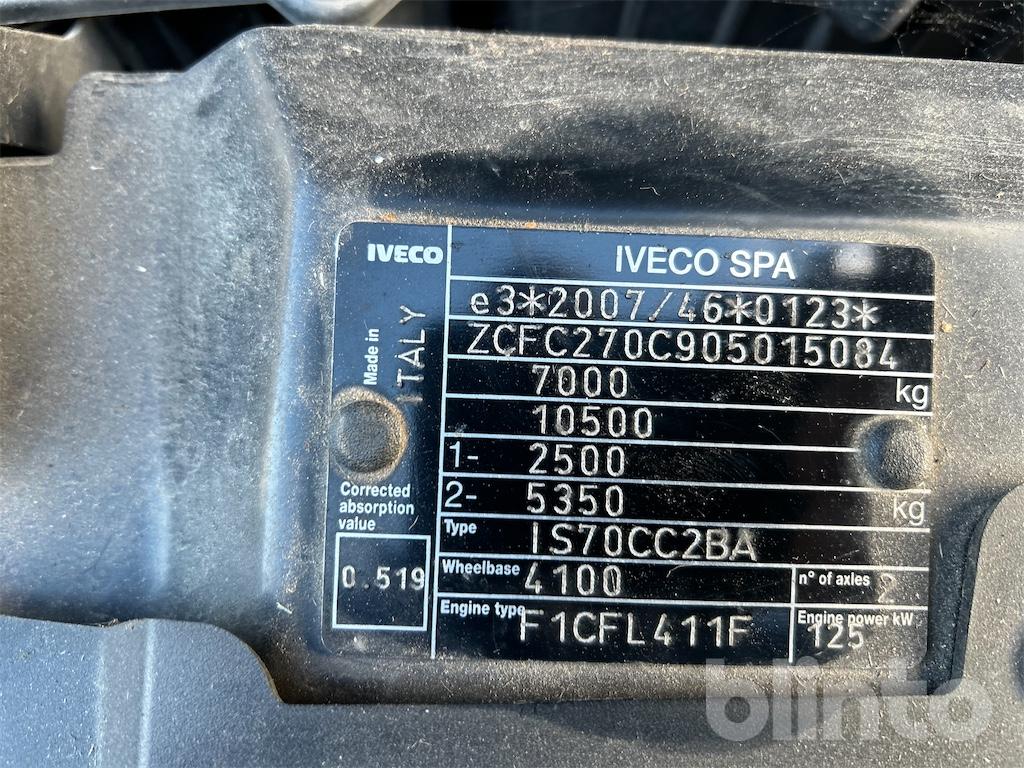 IVECO
IVECO SPA
Made in
ITALY
e3*2007/46*0123*
ZCFC270C905015084
7000 kg
10500
1- 2500
2- 5350 kg
Corrected
absorption
value
0.519
Type IS70CC2BA
Wheelbase 4100
n° of axles 2
Engine type F1CFL411F
Engine power kW 125
blinto